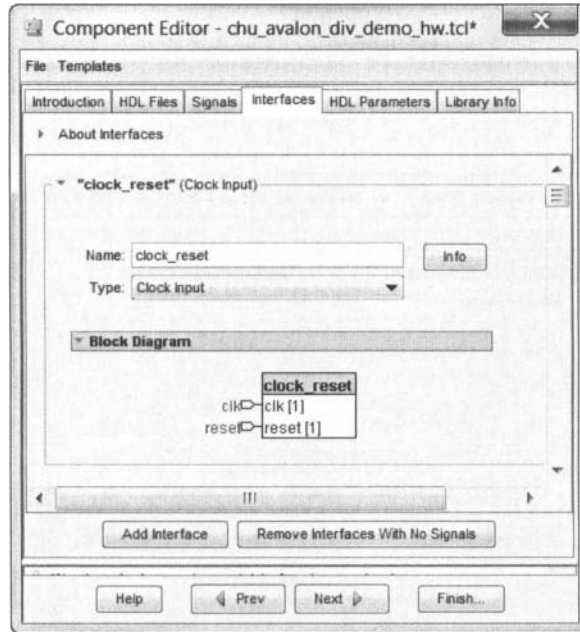 Component Editor - chu_avalon_div_demo_hw.tcl*
File Templates
Introduction HDL Files Signals Interfaces HDL Parameters Library Info
About Interfaces
"clock_reset" (Clock Input)
Name: clock_reset Info
Type: Clock Input
Block Diagram
clock_reset
clk clk [1]
reset reset [1]
Add Interface Remove Interfaces With No Signals
Help Prev Next Finish...